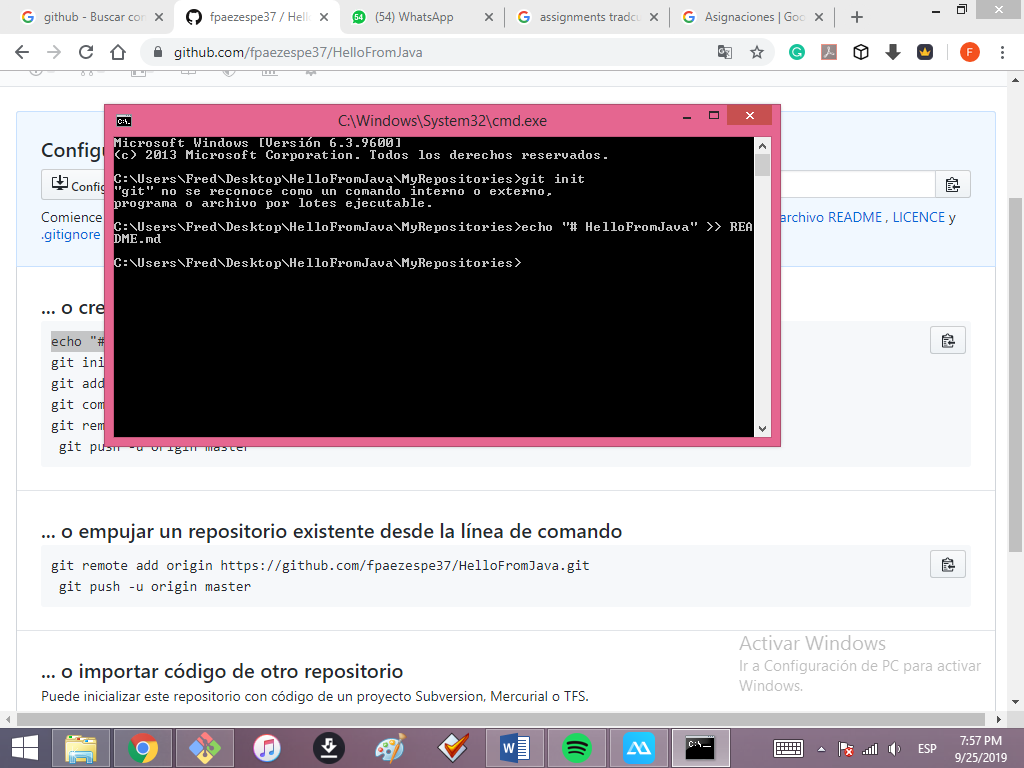 github - Buscar con
fpaezespe37 / Hell
(54) WhatsApp
assignments tradcu
Asignaciones | Goo
github.com/fpaezespe37/HelloFromJava
F
C:\Windows\System32\cmd.exe
Microsoft Windows [Versión 6.3.9600]
(c) 2013 Microsoft Corporation. Todos los derechos reservados.
C:\Users\Fred\Desktop\HelloFromJava\MyRepositories>git init
"git" no se reconoce como un comando interno o externo,
programa o archivo por lotes ejecutable.
C:\Users\Fred\Desktop\HelloFromJava\MyRepositories>echo "# HelloFromJava" >> REA
DME.md
C:\Users\Fred\Desktop\HelloFromJava\MyRepositories>
Configu
Config
Comience
archivo README , LICENCE y
.gitignore
... o cre
echo "#
git ini
git add
git com
git rem
git push -u origin master
... o empujar un repositorio existente desde la línea de comando
git remote add origin https://github.com/fpaezespe37/HelloFromJava.git
git push -u origin master
... o importar código de otro repositorio
Puede inicializar este repositorio con código de un proyecto Subversion, Mercurial o TFS.
Activar Windows
Ir a Configuración de PC para activar
Windows.
ESP
7:57 PM
9/25/2019